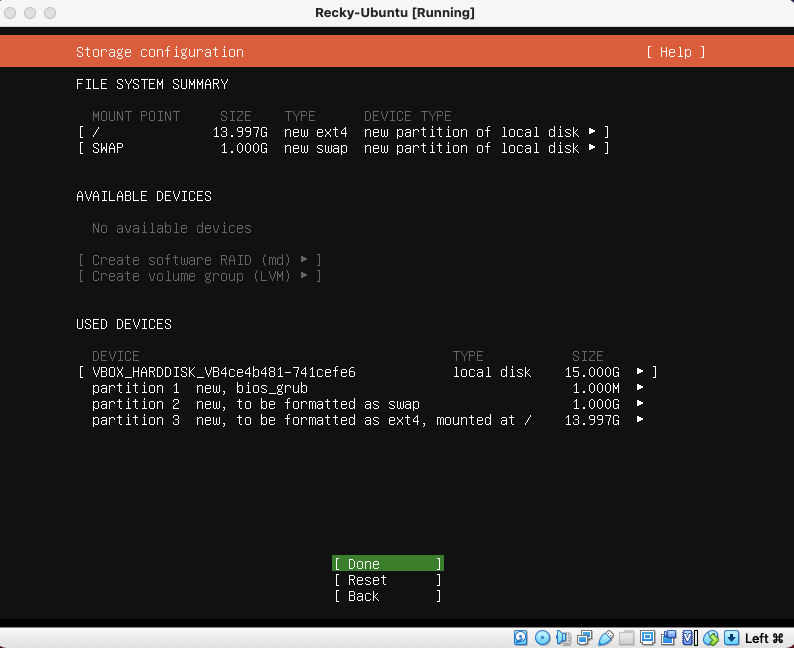 Recky-Ubuntu [Running]
Storage configuration [ Help ]
FILE SYSTEM SUMMARY
MOUNT POINT SIZE TYPE DEVICE TYPE
[ / 13.997G new ext4 new partition of local disk ▸ ]
[ SWAP 1.000G new swap new partition of local disk ▸ ]
AVAILABLE DEVICES
No available devices
[ Create software RAID (md) ▸ ]
[ Create volume group (LVM) ▸ ]
USED DEVICES
DEVICE TYPE SIZE
[ VBOX_HARDDISK_VB4ce4b481-741cefe6 local disk 15.000G ▸ ]
partition 1 new, bios_grub 1.000M ▸
partition 2 new, to be formatted as swap 1.000G ▸
partition 3 new, to be formatted as ext4, mounted at / 13.997G ▸
[ Done ]
[ Reset ]
[ Back ]
Left ⌘